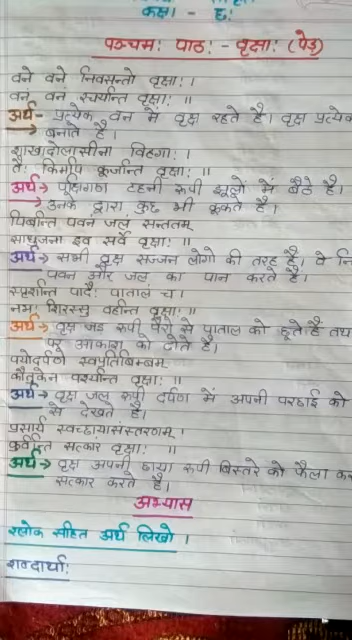 कक्षा - ६ः
पञ्चमः पाठः - वृक्षाः (पेड़)
वने वने निवसन्तो वृक्षाः ।
वनं वनं रचयन्ति वृक्षाः ॥
अर्थ - प्रत्येक वन में वृक्ष रहते हैं। वृक्ष प्रत्येक
बनाते हैं।
शाखादोलासीना विहगाः ।
तैः किमपि कूजन्ति वृक्षाः ॥
अर्थ → पक्षिगण टहनी रूपी झूलों में बैठे हैं।
उनके द्वारा कुछ भी कूकते हैं।
पिबन्ति पवन जलं सन्ततम्
साधुजना इव सर्वे वृक्षाः ॥
अर्थ → सभी वृक्ष सज्जन लोगो की तरह हैं। वे
पवन और जल का पान करते हैं।
स्पृशन्ति पादैः पातालं च ।
नभः शिरस्सु वहन्ति वृक्षाः ॥
अर्थ → वृक्ष जड़ रूपी पैरो से पाताल को छूते है
पर आकाश को ढोते हैं।
पयोदर्पणे स्वप्रतिबिम्बम्
कौतुकेन पश्यन्ति वृक्षाः ॥
अर्थ → वृक्ष जल रूपी दर्पण में अपनी परछाई को
से देखते हैं।
प्रसार्य स्वच्छायासंस्तरणम् ।
कुर्वन्ति सत्कारं वृक्षाः ॥
अर्थ → वृक्ष अपनी छाया रूपी बिस्तरे को फैला
सत्कार करते हैं।
अभ्यास
श्लोक सहित अर्थ लिखो ।
शब्दार्थाः